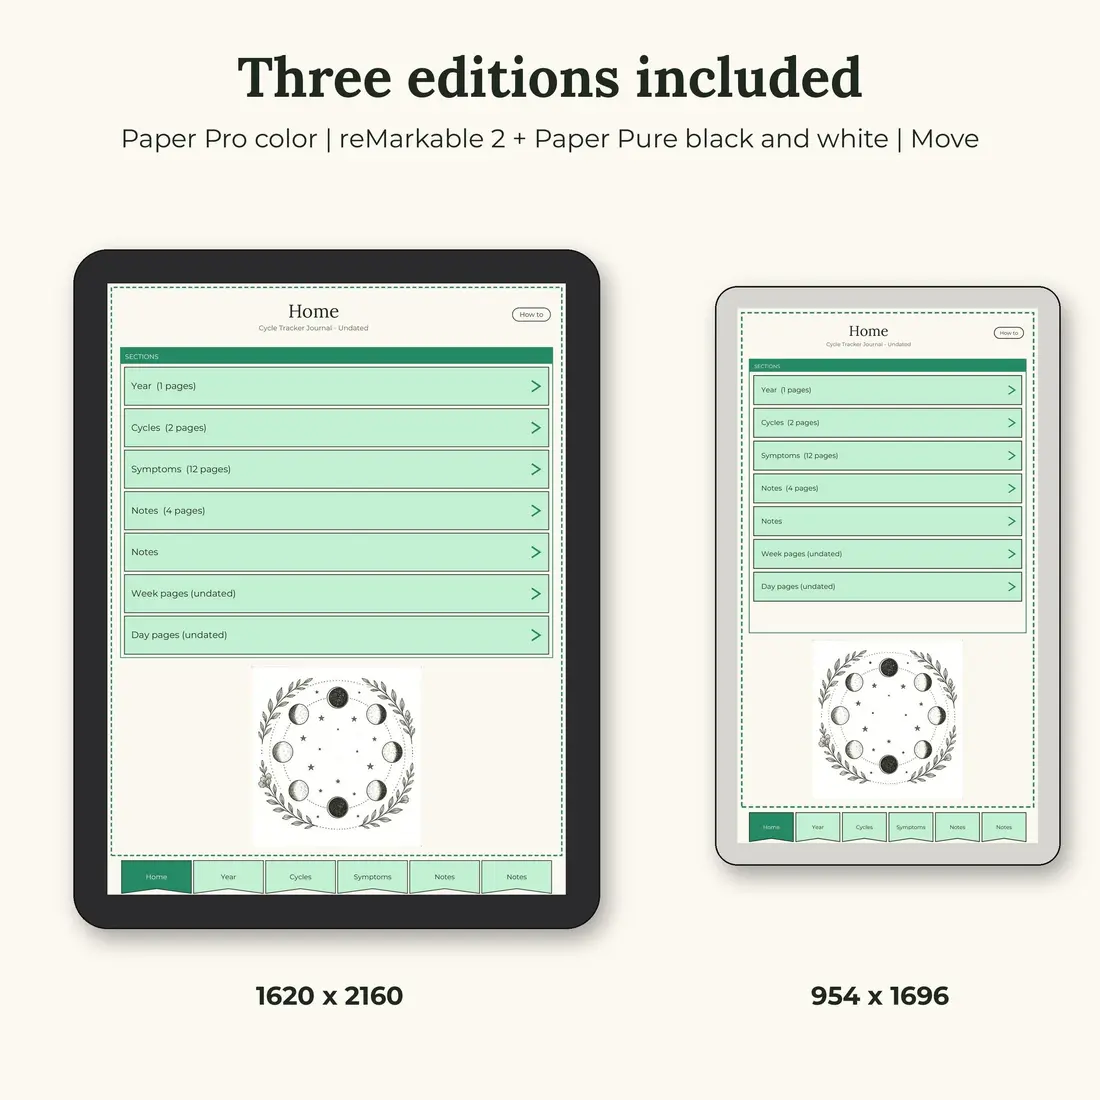 Three editions included
Paper Pro color | reMarkable 2 + Paper Pure black and white | Move
Home
How to
Cycle Tracker Journal - Undated
SECTIONS
Year (1 pages)
Cycles (2 pages)
Symptoms (12 pages)
Notes (4 pages)
Notes
Week pages (undated)
Day pages (undated)
Home Year Cycles Symptoms Notes Notes
1620 x 2160
Home
How to
Cycle Tracker Journal - Undated
SECTIONS
Year (1 pages)
Cycles (2 pages)
Symptoms (12 pages)
Notes (4 pages)
Notes
Week pages (undated)
Day pages (undated)
Home Year Cycles Symptoms Notes Notes
954 x 1696